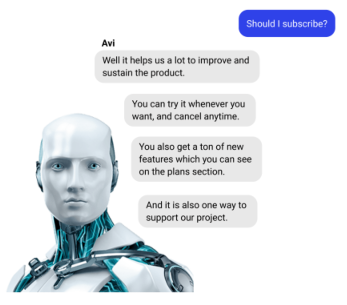 Should I subscribe?
Avi
Well it helps us a lot to improve and
sustain the product.
You can try it whenever you
want, and cancel anytime.
You also get a ton of new
features which you can see
on the plans section.
And it is also one way to
support our project.